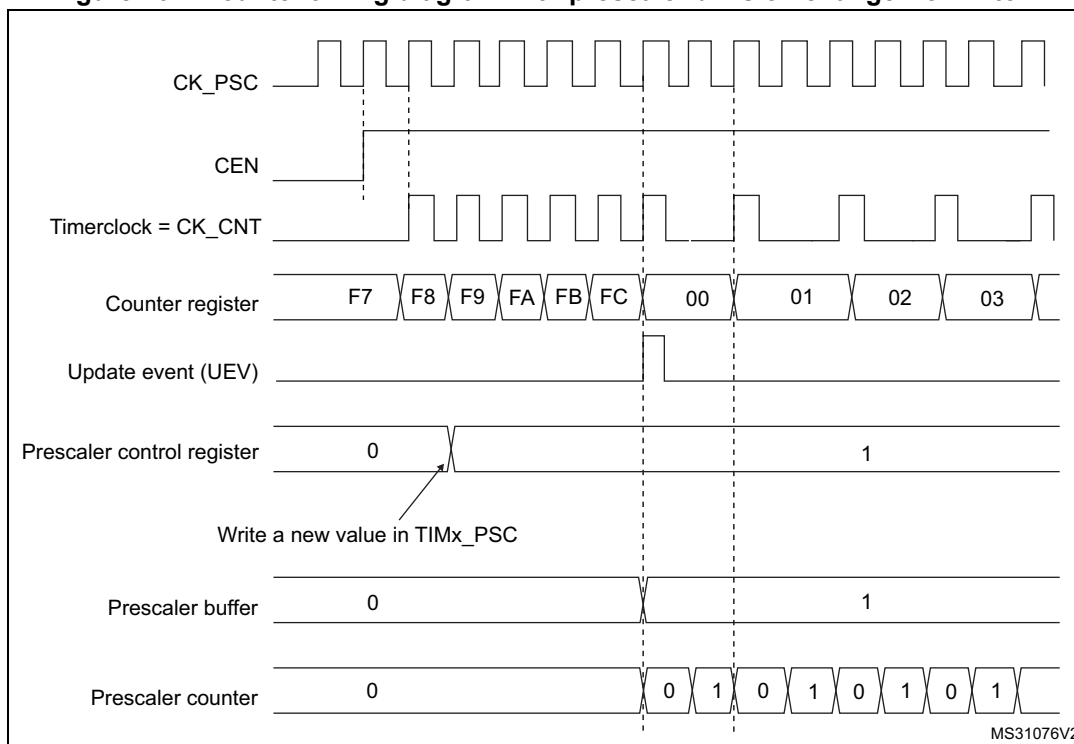 CK_PSC
CEN
Timerclock = CK_CNT
Counter register F7 F8 F9 FA FB FC 00 01 02 03
Update event (UEV)
Prescaler control register 0 1
Write a new value in TIMx_PSC
Prescaler buffer 0 1
Prescaler counter 0 0 1 0 1 0 1 0 1
MS31076V2